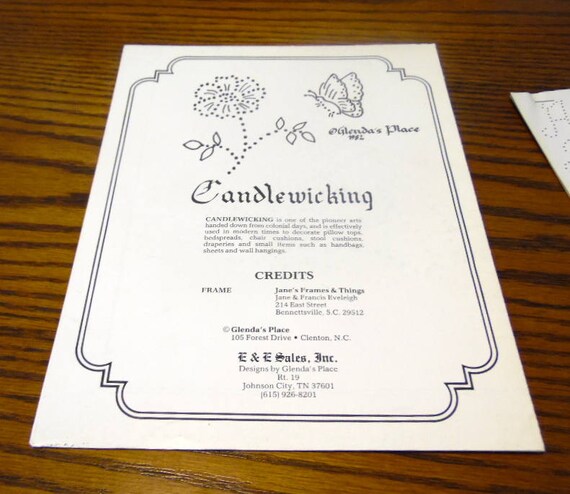 ©Glenda's Place
1982
Candlewicking
CANDLEWICKING is one of the pioneer arts
handed down from colonial days, and is effectively
used in modern times to decorate pillow tops,
bedspreads, chair cushions, stool cushions,
draperies and small items such as handbags,
sheets and wall hangings.
CREDITS
FRAME Jane's Frames & Things
Jane & Francis Eveleigh
214 East Street
Bennettsville, S.C. 29512
© Glenda's Place
105 Forest Drive • Clenton, N.C.
E & E Sales, Inc.
Designs by Glenda's Place
Rt. 19
Johnson City, TN 37601
(615) 926-8201